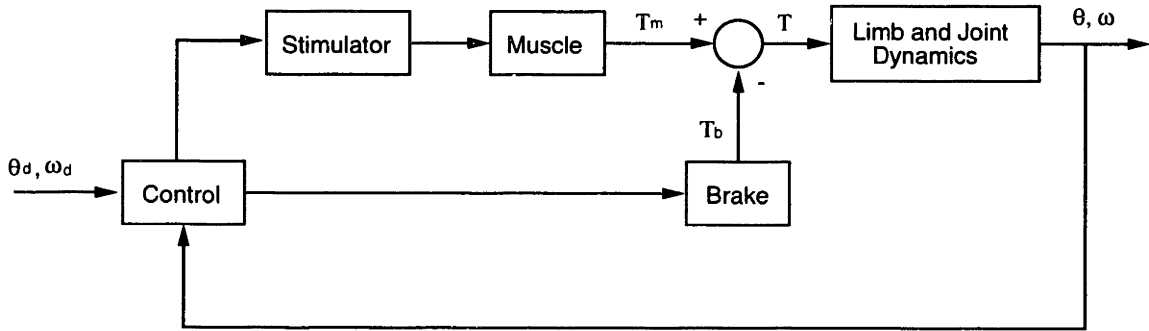 θ, ω
Stimulator
Muscle
Tm
+
T
Limb and Joint
Dynamics
-
Tb
θd, ωd
Control
Brake